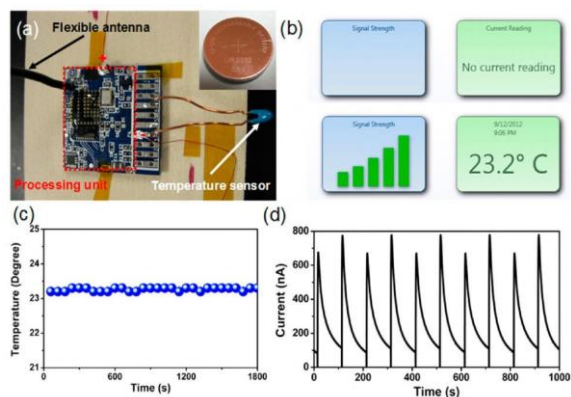 (a)
Flexible antenna
+
Processing unit
Temperature sensor
(b)
Signal Strength
Current Reading
No current reading
Signal Strength
9/12/2012
9:06 PM
23.2° C
(c)
Temperature (Degree)
25
24
23
22
21
0
600
1200
1800
Time (s)
(d)
Current (nA)
800
600
400
200
0
0
200
400
600
800
1000
Time (s)